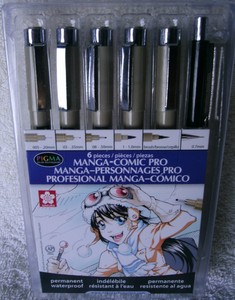 PIGMA
6 pieces / pièces / piezas
MANGA-COMIC PRO
MANGA-PERSONNAGES PRO
PROFESIONAL MANGA-CÓMICO
permanent
waterproof
indélébile
résistant à l'eau
permanente
resistente al agua